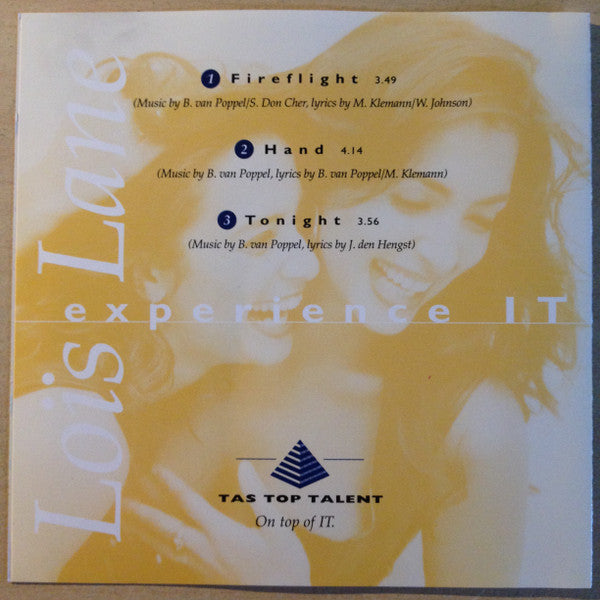 1 Fireflight 3.49
(Music by B. van Poppel/S. Don Cher, lyrics by M. Klemann/W. Johnson)
2 Hand 4.14
(Music by B. van Poppel, lyrics by B. van Poppel/M. Klemann)
3 Tonight 3.56
(Music by B. van Poppel, lyrics by J. den Hengst)
Lois Lane
experience IT
TAS TOP TALENT
On top of IT.